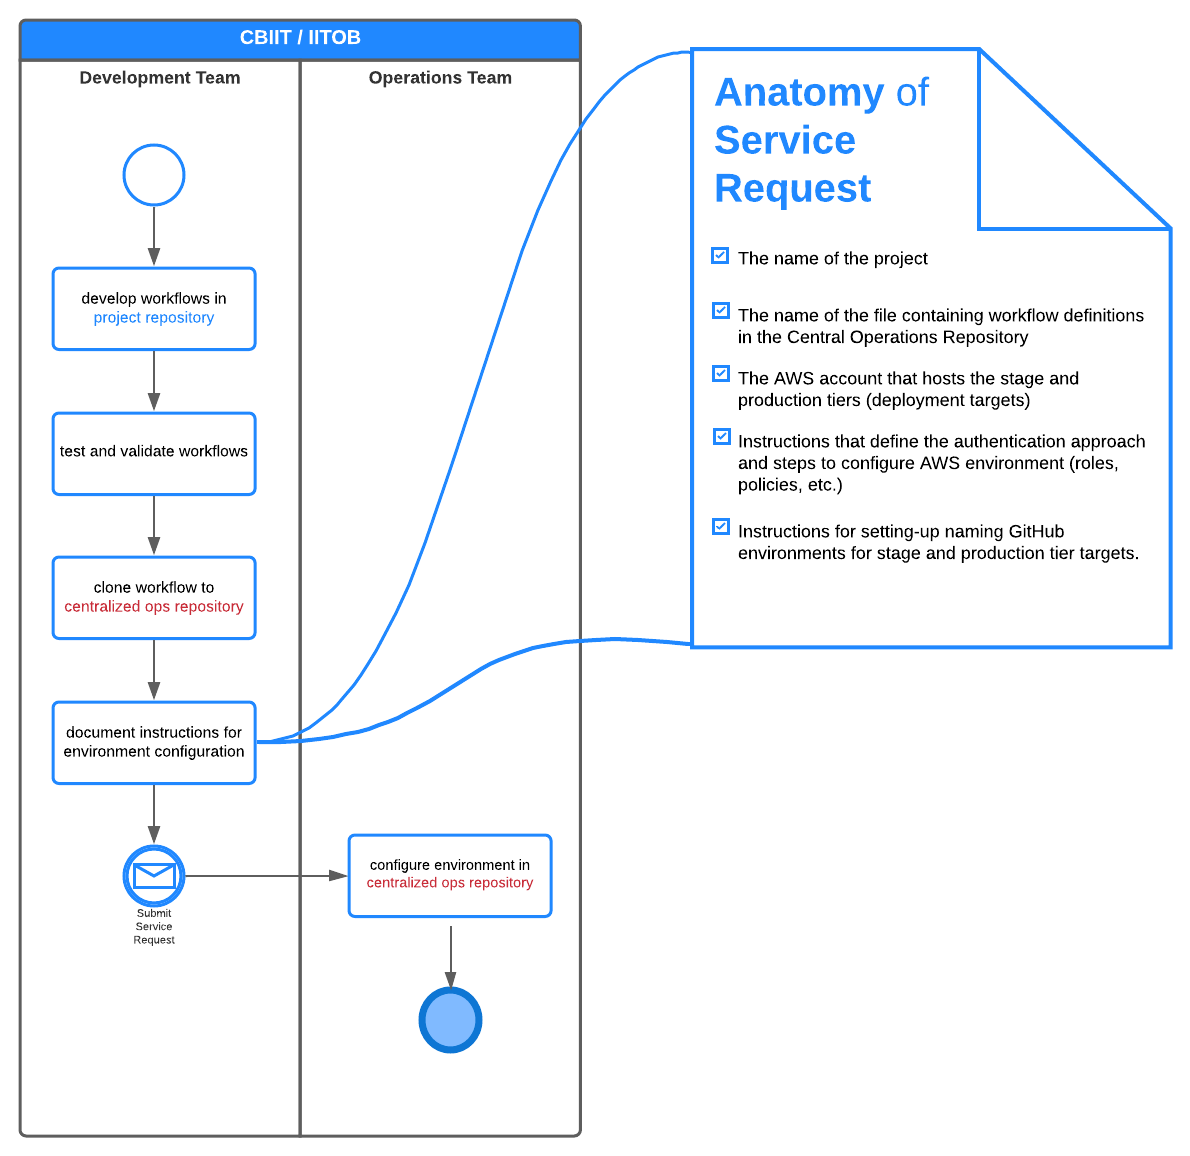 CBIIT / IITOB
Development Team
Operations Team
develop workflows in
project repository
test and validate workflows
clone workflow to
centralized ops repository
document instructions for
environment configuration
Submit
Service
Request
configure environment in
centralized ops repository
Anatomy of
Service
Request
The name of the project
The name of the file containing workflow definitions
in the Central Operations Repository
The AWS account that hosts the stage and
production tiers (deployment targets)
Instructions that define the authentication approach
and steps to configure AWS environment (roles,
policies, etc.)
Instructions for setting-up naming GitHub
environments for stage and production tier targets.